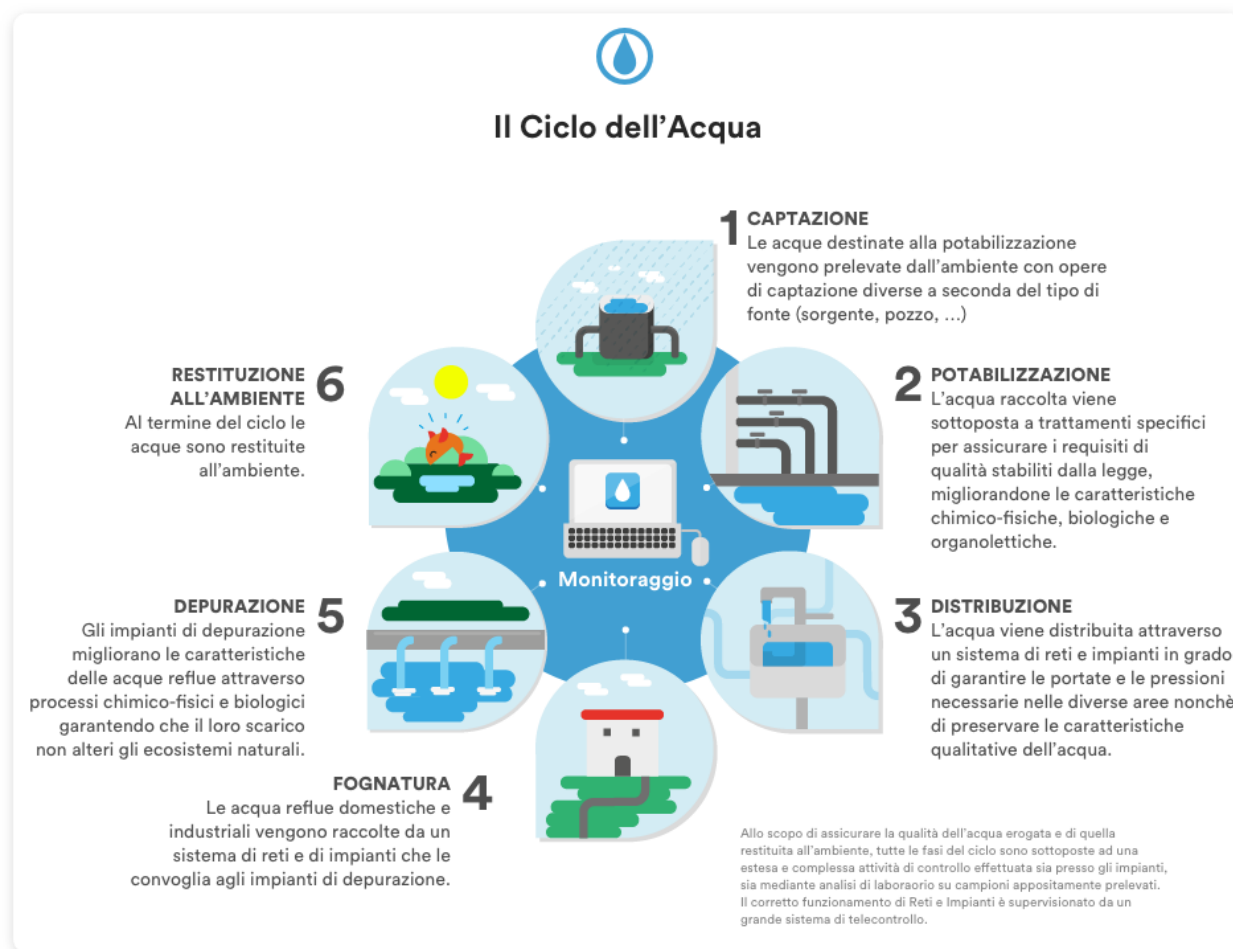 Il Ciclo dell'Acqua
1 CAPTAZIONE
Le acque destinate alla potabilizzazione
vengono prelevate dall'ambiente con opere
di captazione diverse a seconda del tipo di
fonte (sorgente, pozzo, ...)
2 POTABILIZZAZIONE
L'acqua raccolta viene
sottoposta a trattamenti specifici
per assicurare i requisiti di
qualità stabiliti dalla legge,
migliorandone le caratteristiche
chimico-fisiche, biologiche e
organolettiche.
3 DISTRIBUZIONE
L'acqua viene distribuita attraverso
un sistema di reti e impianti in grado
di garantire le portate e le pressioni
necessarie nelle diverse aree nonchè
di preservare le caratteristiche
qualitative dell'acqua.
FOGNATURA 4
Le acqua reflue domestiche e
industriali vengono raccolte da un
sistema di reti e di impianti che le
convoglia agli impianti di depurazione.
DEPURAZIONE 5
Gli impianti di depurazione
migliorano le caratteristiche
delle acque reflue attraverso
processi chimico-fisici e biologici
garantendo che il loro scarico
non alteri gli ecosistemi naturali.
RESTITUZIONE 6
ALL'AMBIENTE
Al termine del ciclo le
acque sono restituite
all'ambiente.
Monitoraggio
Allo scopo di assicurare la qualità dell'acqua erogata e di quella
restituita all'ambiente, tutte le fasi del ciclo sono sottoposte ad una
estesa e complessa attività di controllo effettuata sia presso gli impianti,
sia mediante analisi di laboraorio su campioni appositamente prelevati.
Il corretto funzionamento di Reti e Impianti è supervisionato da un
grande sistema di telecontrollo.